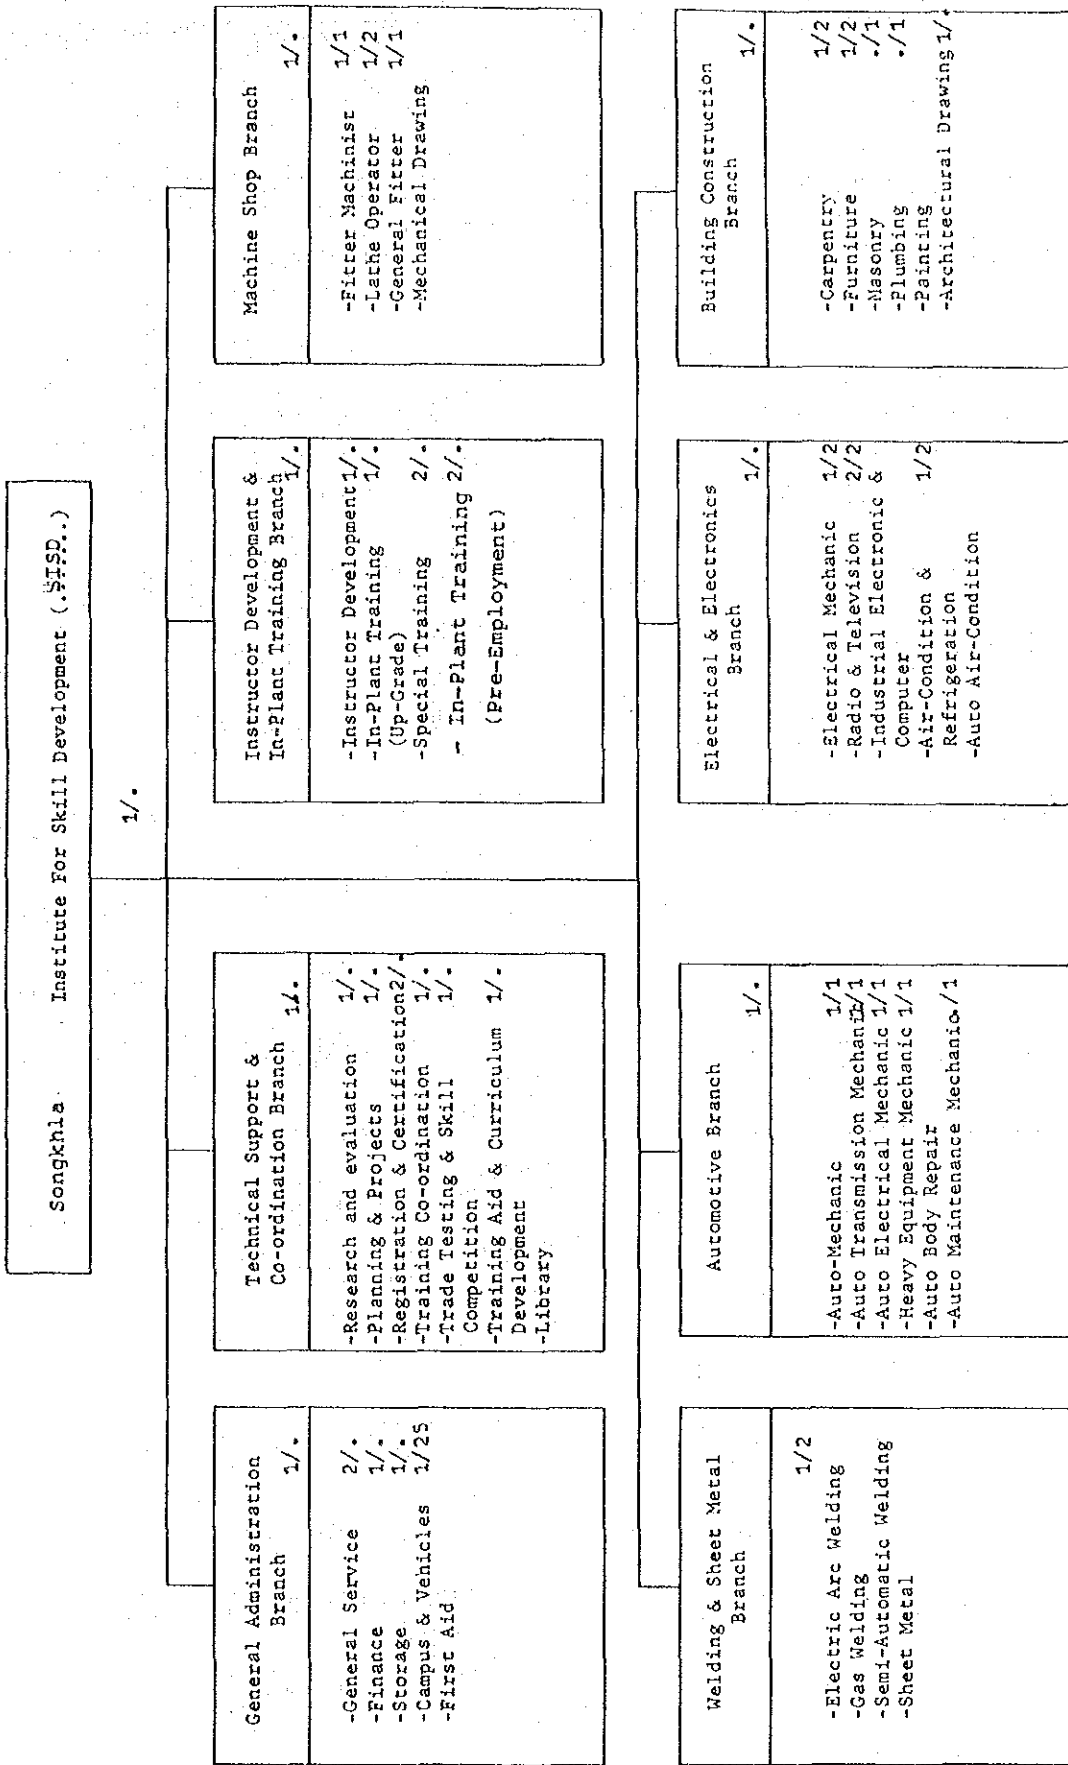 Songkhla Institute For Skill Development (.SISD.)
1/.
General Administration
Branch 1/.
-General Service 2/.
-Finance 1/.
-Storage 1/.
-Campus & Vehicles 1/25
-First Aid
Technical Support &
Co-ordination Branch 1/.
-Research and evaluation 1/.
-Planning & Projects 1/.
-Registration & Certification 2/.
-Training Co-ordination 1/.
-Trade Testing & Skill 1/.
Competition
-Training Aid & Curriculum 1/.
Development
-Library
Instructor Development &
In-Plant Training Branch 1/.
-Instructor Development 1/.
-In-Plant Training 1/.
(Up-Grade)
-Special Training 2/.
- In-Plant Training 2/.
(Pre-Employment)
Machine Shop Branch
1/.
-Fitter Machinist 1/1
-Lathe Operator 1/2
-General Fitter 1/1
-Mechanical Drawing
Welding & Sheet Metal
Branch
1/2
-Electric Arc Welding
-Gas Welding
-Semi-Automatic Welding
-Sheet Metal
Automotive Branch
1/.
-Auto-Mechanic 1/1
-Auto Transmission Mechanic /1
-Auto Electrical Mechanic 1/1
-Heavy Equipment Mechanic 1/1
-Auto Body Repair
-Auto Maintenance Mechanic ./1
Electrical & Electronics
Branch 1/.
-Electrical Mechanic 1/2
-Radio & Television 2/2
-Industrial Electronic &
Computer
-Air-Condition & 1/2
Refrigeration
-Auto Air-Condition
Building Construction
Branch 1/.
-Carpentry 1/2
-Furniture 1/2
-Masonry ./1
-Plumbing ./1
-Painting
-Architectural Drawing 1/.